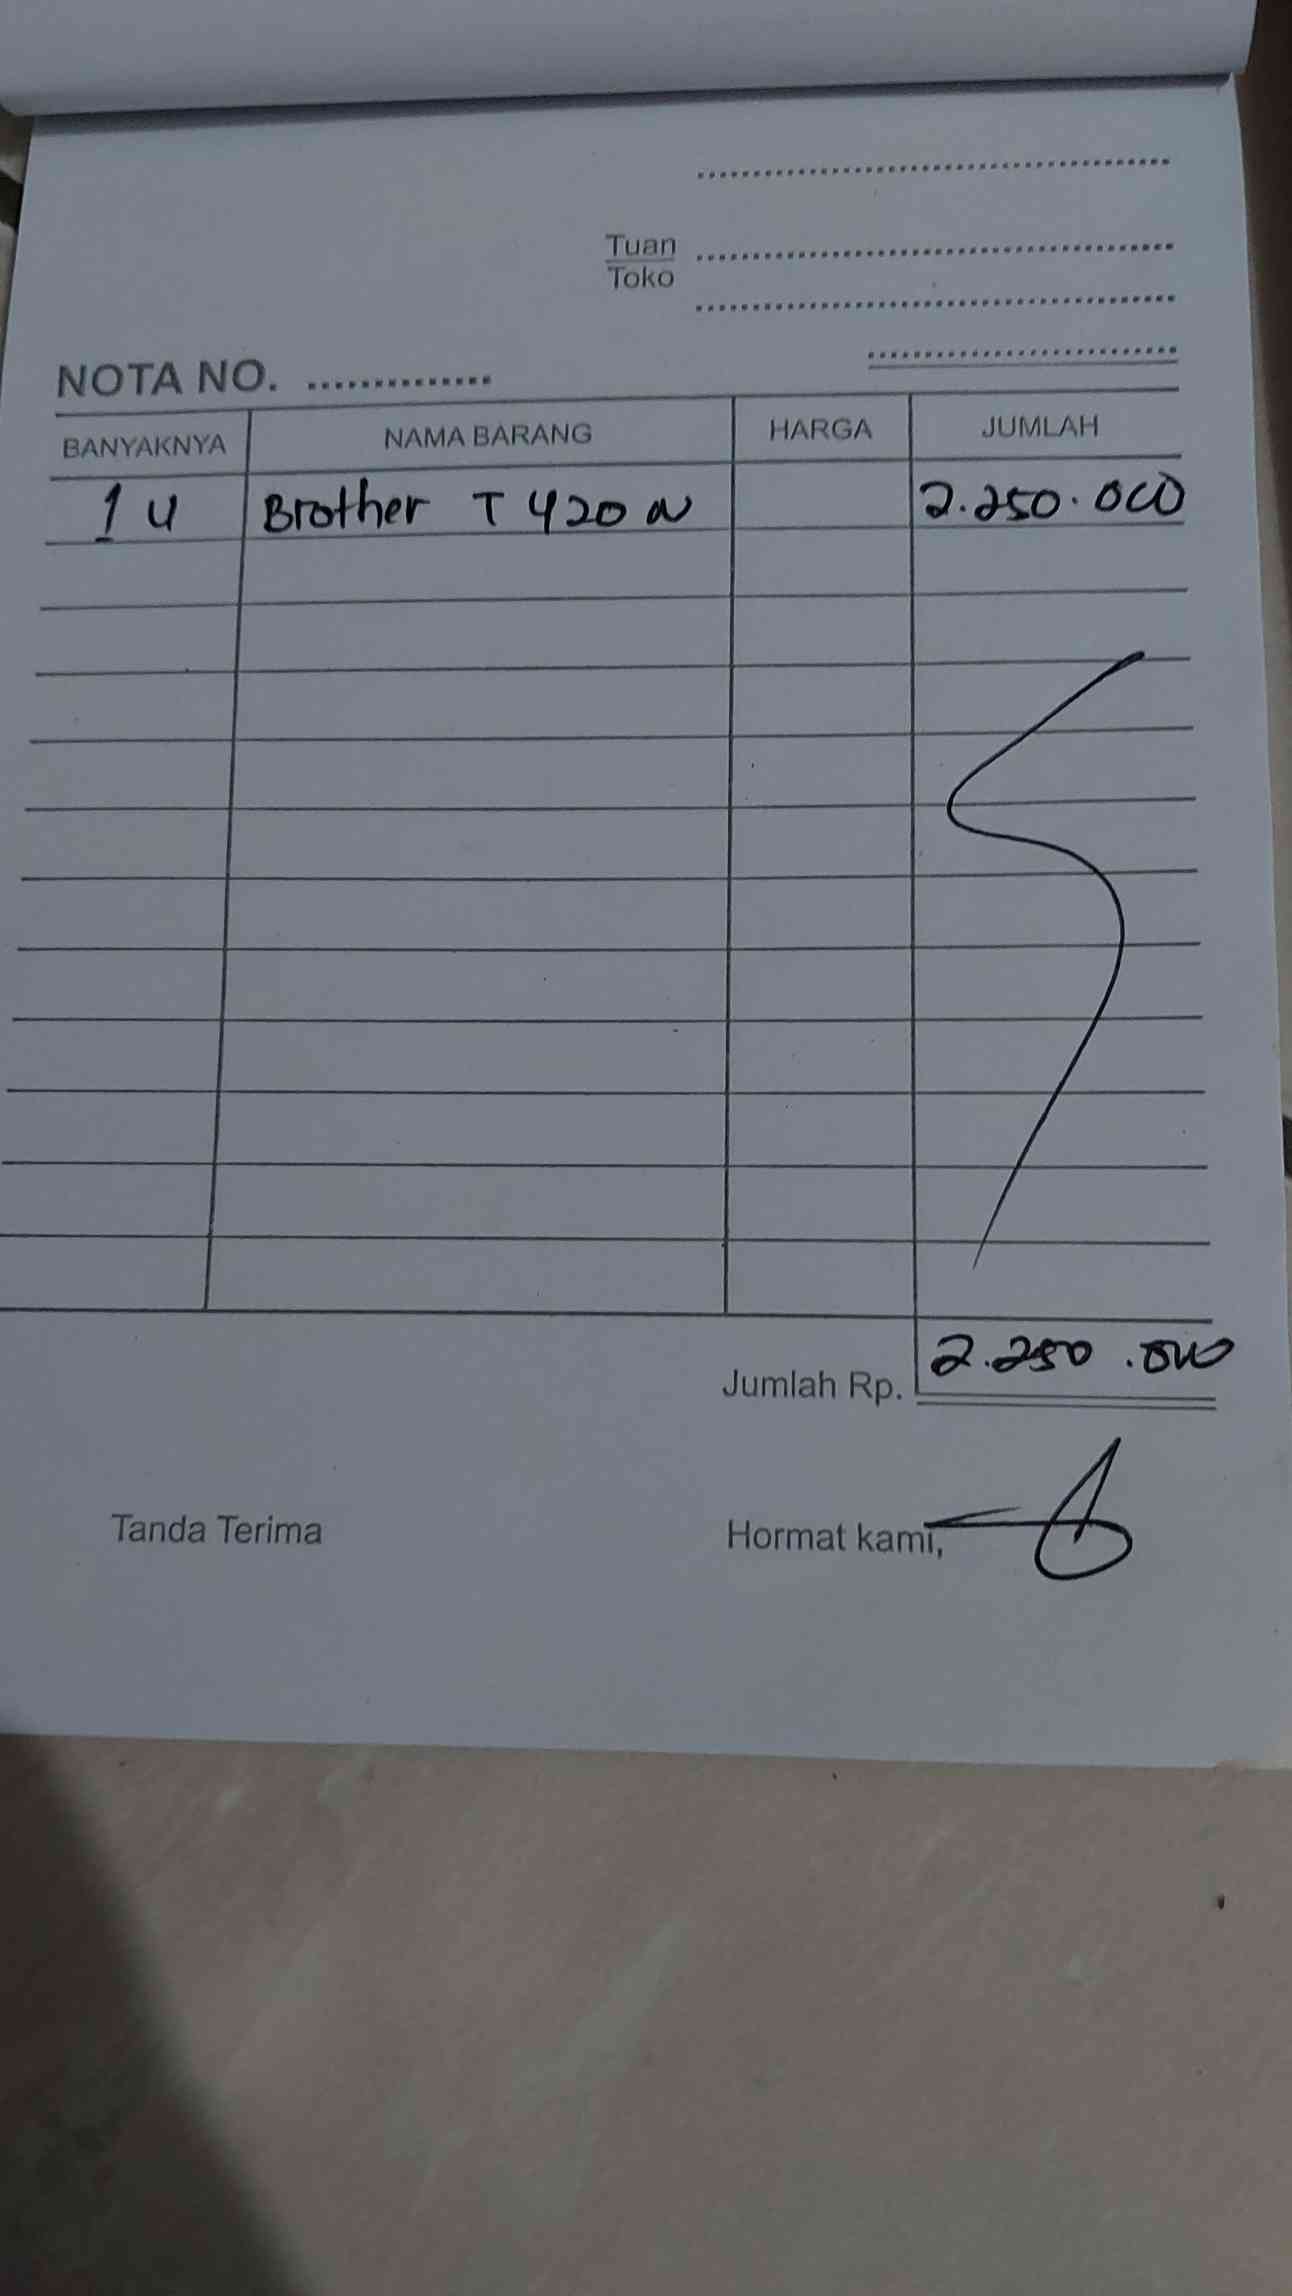 Tuan
Toko
NOTA NO. ..............
BANYAKNYA NAMA BARANG HARGA JUMLAH
1 u Brother T 420 W 2.250.000
Jumlah Rp. 2.250.000
Tanda Terima Hormat kami,